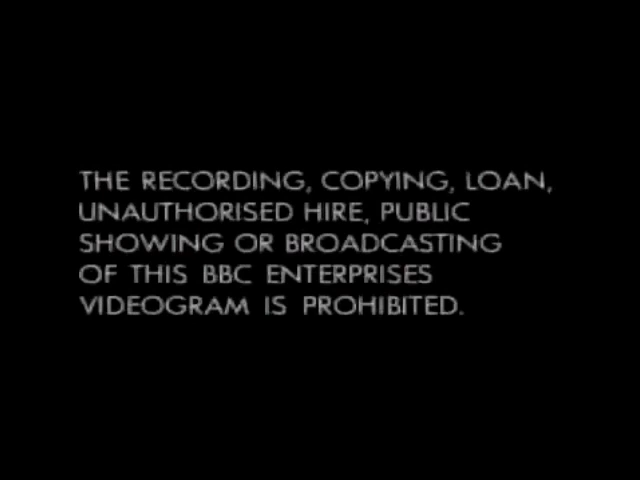 THE RECORDING, COPYING, LOAN,
UNAUTHORISED HIRE, PUBLIC
SHOWING OR BROADCASTING
OF THIS BBC ENTERPRISES
VIDEOGRAM IS PROHIBITED.